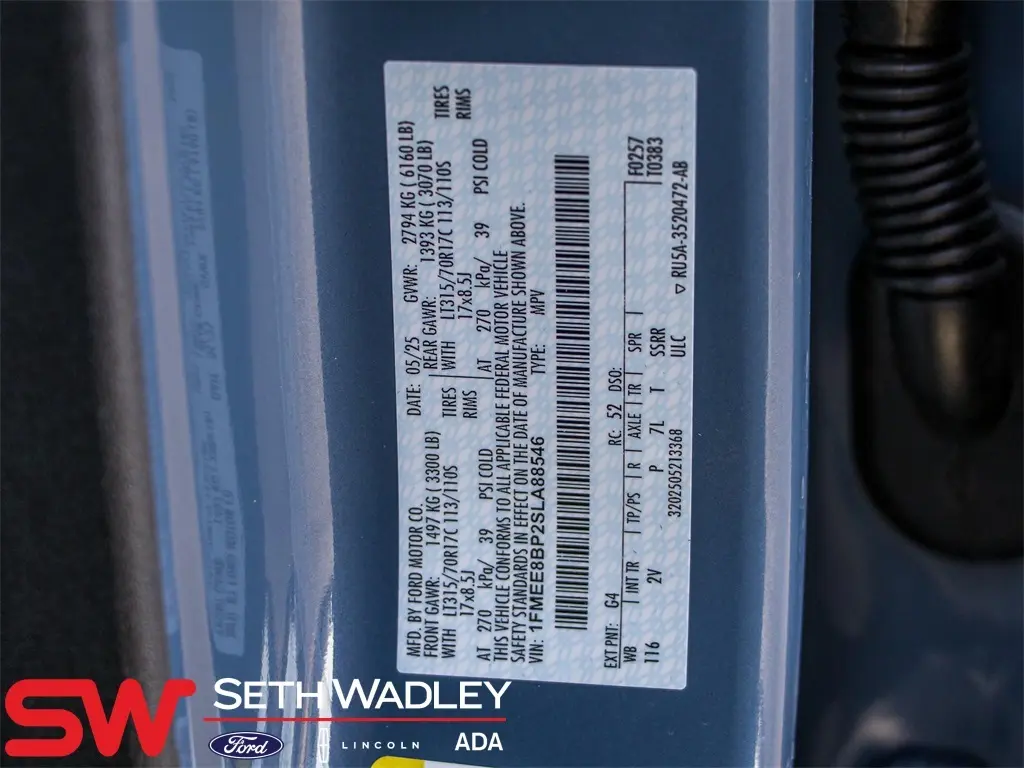 MFD. BY FORD MOTOR CO. DATE: 05/25 GVWR: 2794 KG ( 6160 LB)
FRONT GAWR: 1497 KG ( 3300 LB) REAR GAWR: 1393 KG ( 3070 LB)
WITH LT315/70R17C 113/110S TIRES WITH LT315/70R17C 113/110S TIRES
17x8.5J RIMS 17x8.5J RIMS
AT 270 kPa/ 39 PSI COLD AT 270 kPa/ 39 PSI COLD
THIS VEHICLE CONFORMS TO ALL APPLICABLE FEDERAL MOTOR VEHICLE
SAFETY STANDARDS IN EFFECT ON THE DATE OF MANUFACTURE SHOWN ABOVE.
VIN: 1FMEE8BP2SLA88546 TYPE: MPV
EXT PNT: G4 RC: 52 DSO: F0257
WB INT TR TP/PS R AXLE TR SPR T0383
116 2V P 7L T SSRR
ULC
3202505213368 ▽ RU5A-3520472-AB
SW
SETH WADLEY
Ford LINCOLN ADA